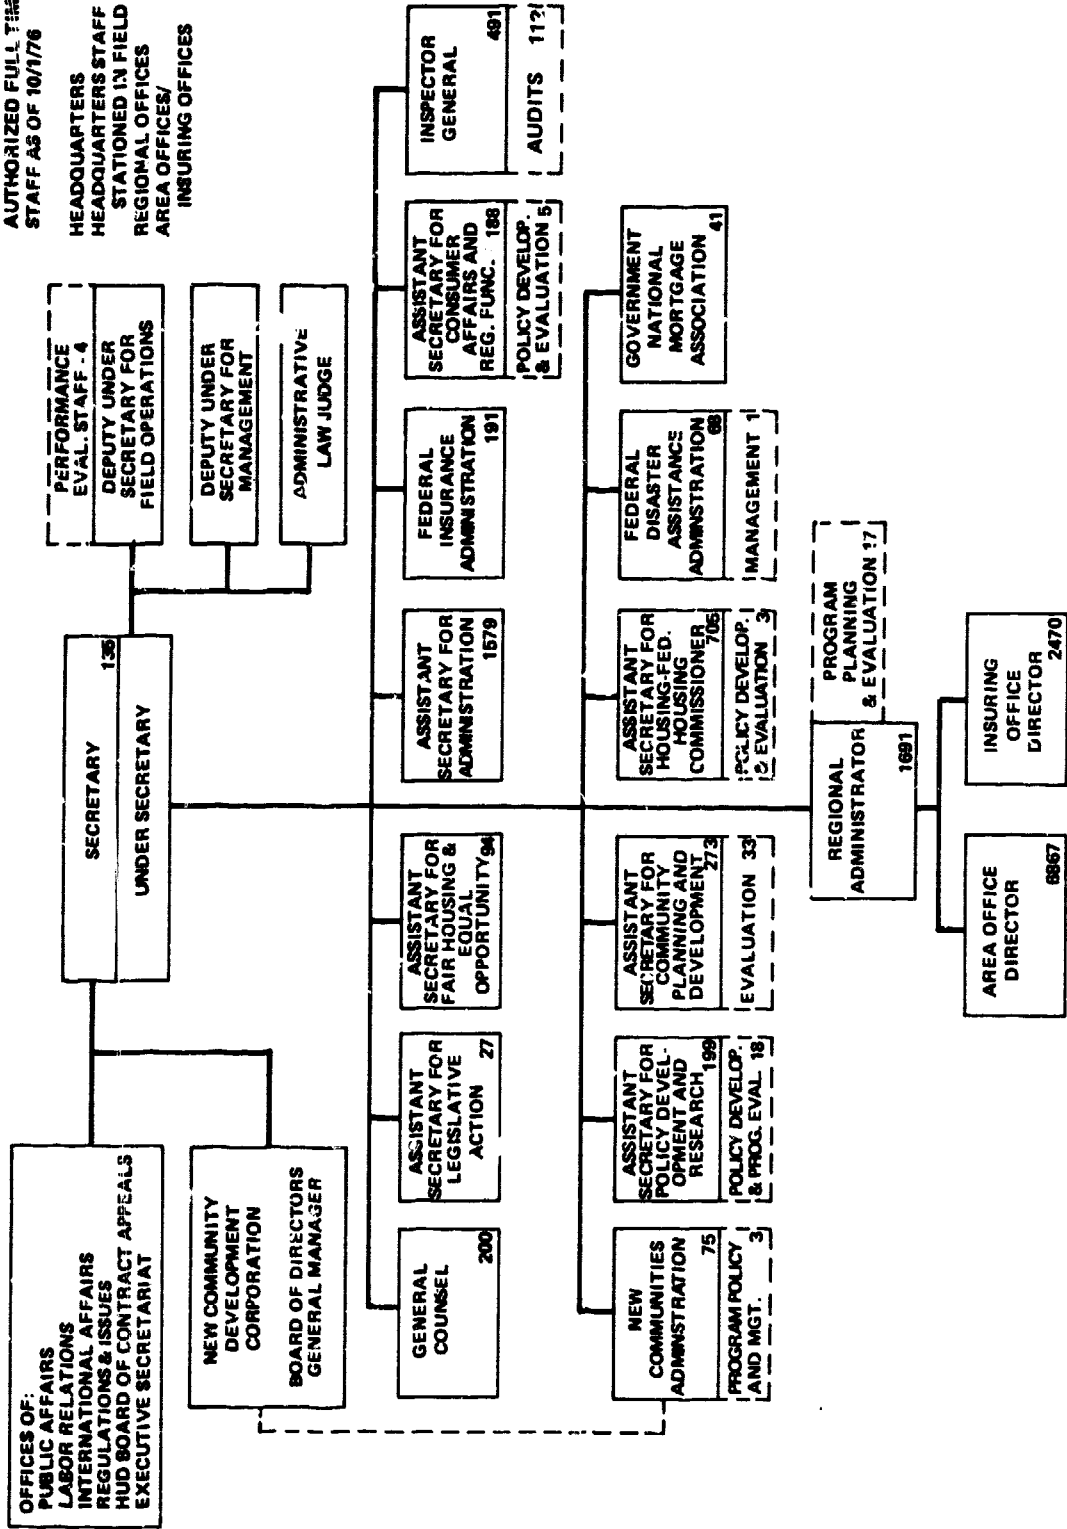 AUTHORIZED FULL TIME
STAFF AS OF 10/1/76
HEADQUARTERS
HEADQUARTERS STAFF
STATIONED IN FIELD
REGIONAL OFFICES
AREA OFFICES/
INSURING OFFICES
OFFICES OF:
PUBLIC AFFAIRS
LABOR RELATIONS
INTERNATIONAL AFFAIRS
REGULATIONS & ISSUES
HUD BOARD OF CONTRACT APPEALS
EXECUTIVE SECRETARIAT
NEW COMMUNITY
DEVELOPMENT
CORPORATION
BOARD OF DIRECTORS
GENERAL MANAGER
SECRETARY
135
UNDER SECRETARY
PERFORMANCE
EVAL. STAFF - 4
DEPUTY UNDER
SECRETARY FOR
FIELD OPERATIONS
DEPUTY UNDER
SECRETARY FOR
MANAGEMENT
ADMINISTRATIVE
LAW JUDGE
GENERAL
COUNSEL
200
ASSISTANT
SECRETARY FOR
LEGISLATIVE
ACTION 27
ASSISTANT
SECRETARY FOR
FAIR HOUSING &
EQUAL
OPPORTUNITY 94
ASSISTANT
SECRETARY FOR
ADMINISTRATION
1579
FEDERAL
INSURANCE
ADMINISTRATION
191
ASSISTANT
SECRETARY FOR
CONSUMER
AFFAIRS AND
REG. FUNC. 188
POLICY DEVELOP.
& EVALUATION 5
INSPECTOR
GENERAL
491
AUDITS
NEW
COMMUNITIES
ADMINISTRATION
75
PROGRAM POLICY
AND MGT. 3
ASSISTANT
SECRETARY FOR
POLICY DEVEL-
OPMENT AND
RESEARCH 199
POLICY DEVELOP.
& PROG. EVAL. 18
ASSISTANT
SECRETARY FOR
COMMUNITY
PLANNING AND
DEVELOPMENT
273
EVALUATION 33
ASSISTANT
SECRETARY FOR
HOUSING-FED.
HOUSING
COMMISSIONER
705
POLICY DEVELOP.
& EVALUATION 3
FEDERAL
DISASTER
ASSISTANCE
ADMINSTRATION
68
MANAGEMENT 1
GOVERNMENT
NATIONAL
MORTGAGE
ASSOCIATION
41
REGIONAL
ADMINISTRATOR
1691
PROGRAM
PLANNING
& EVALUATION 17
AREA OFFICE
DIRECTOR
6867
INSURING
OFFICE
DIRECTOR 2470